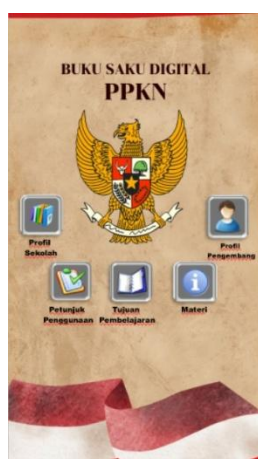 BUKU SAKU DIGITAL
PPKN
Profil
Sekolah
Profil
Pengembang
Petunjuk
Penggunaan
Tujuan
Pembelajaran
Materi